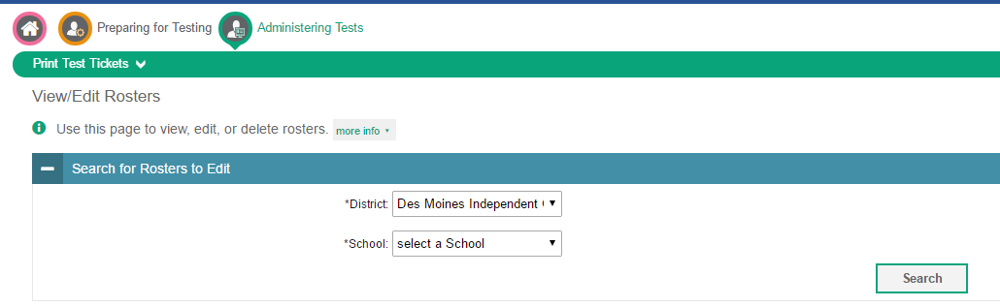 Preparing for Testing
Administering Tests
Print Test Tickets
View/Edit Rosters
Use this page to view, edit, or delete rosters. more info
Search for Rosters to Edit
*District: Des Moines Independent
*School: select a School
Search